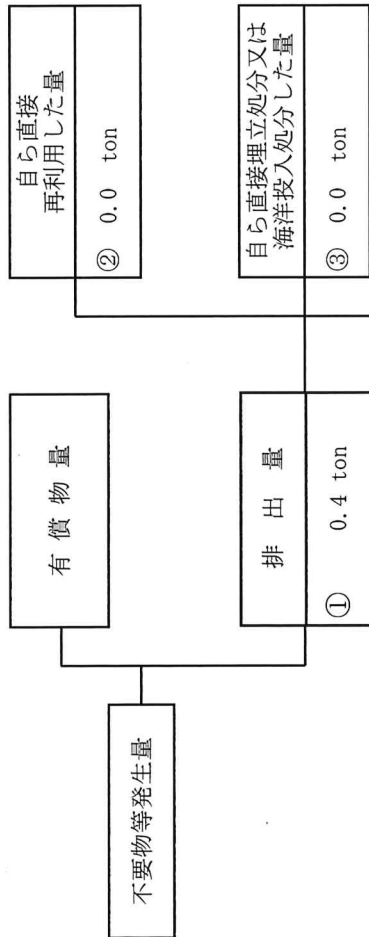 不要物等発生量
有償物量
排出量
① 0.4 ton
自ら直接
再利用した量
② 0.0 ton
自ら直接埋立処分又は
海洋投入処分した量
③ 0.0 ton